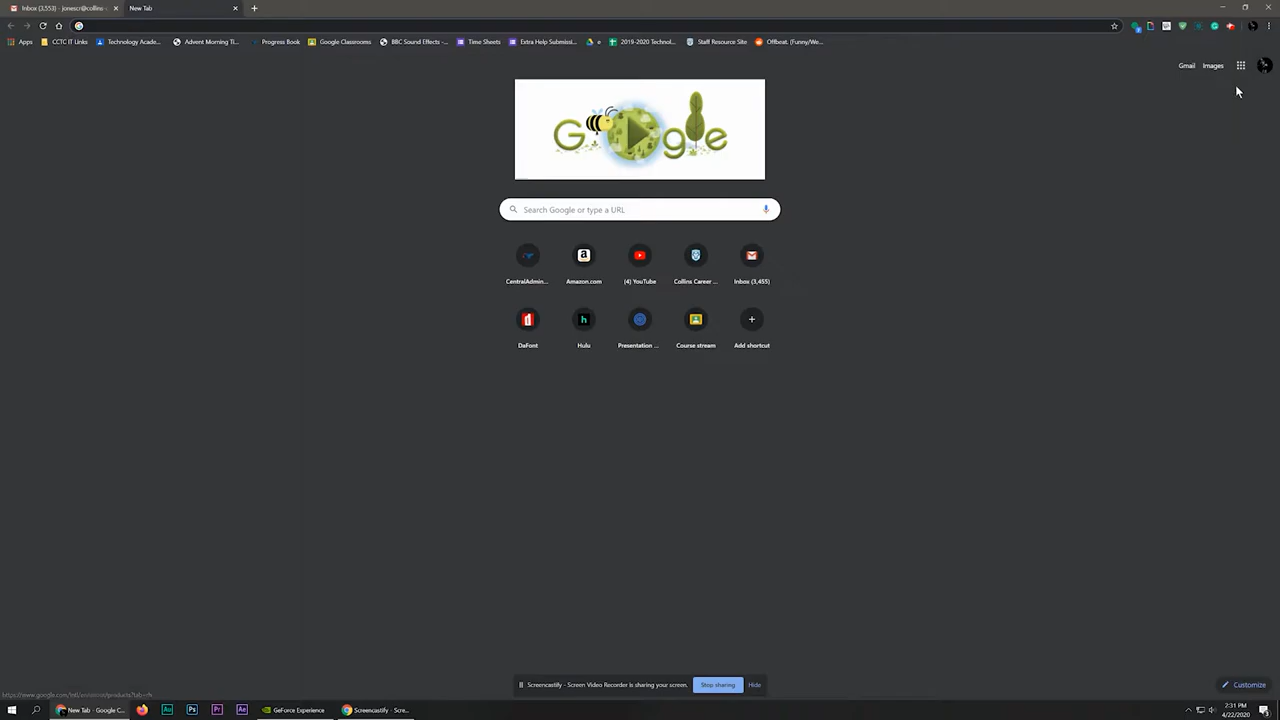 Inbox (3,553) - jonescr@collins
New Tab
Apps
CCTC IT Links
Technology Acade...
Advent Morning Ti...
Progress Book
Google Classrooms
BBC Sound Effects -...
Time Sheets
Extra Help Submissi...
e
2019-2020 Technol...
Staff Resource Site
Offbeat. (Funny/We...
Gmail
Images
Google
Search Google or type a URL
CentralAdmin...
Amazon.com
(4) YouTube
Collins Career ...
Inbox (3,455)
DaFont
Hulu
Presentation ...
Course stream
Add shortcut
Screencastify - Screen Video Recorder is sharing your screen.
Stop sharing
Hide
Customize
New Tab - Google C...
GeForce Experience
Screencastify - Scre...
2:31 PM
4/22/2020